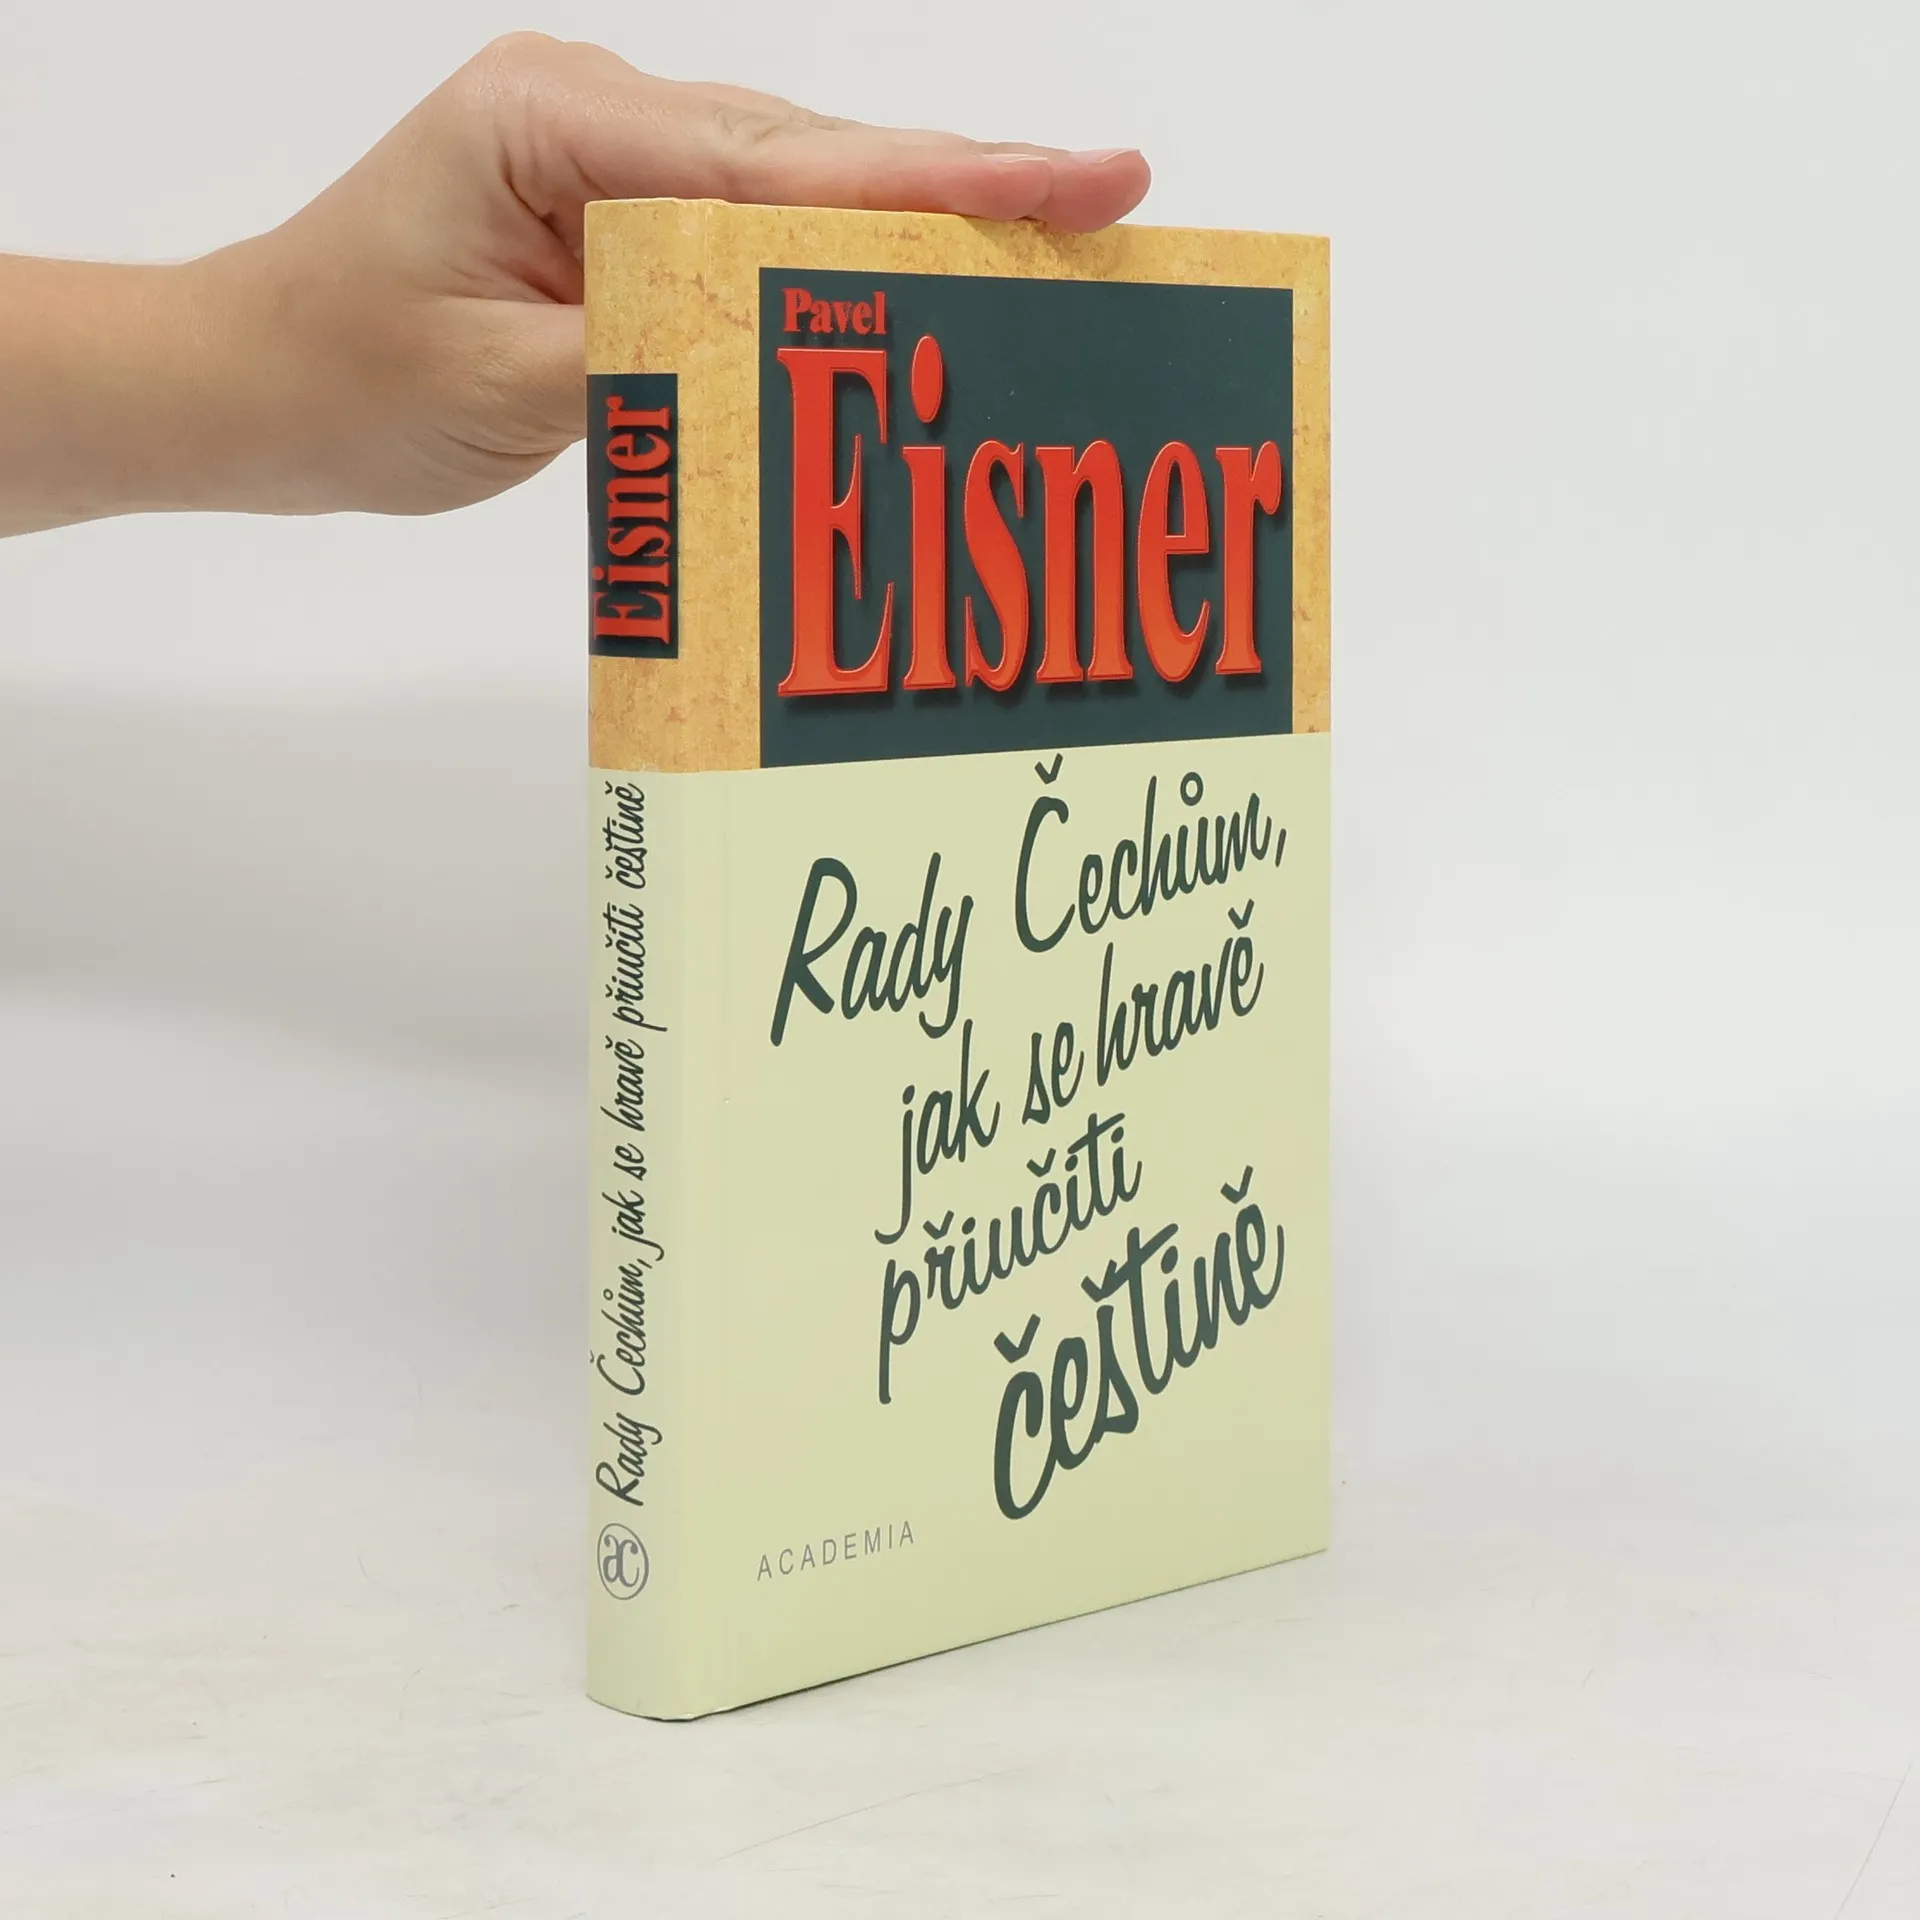 Pavel
Eisner
Rady Čechům,
jak se hravě
přiučiti
češtině
ACADEMIA
Eisner
Rady Čechům, jak se hravě přiučiti češtině
ac